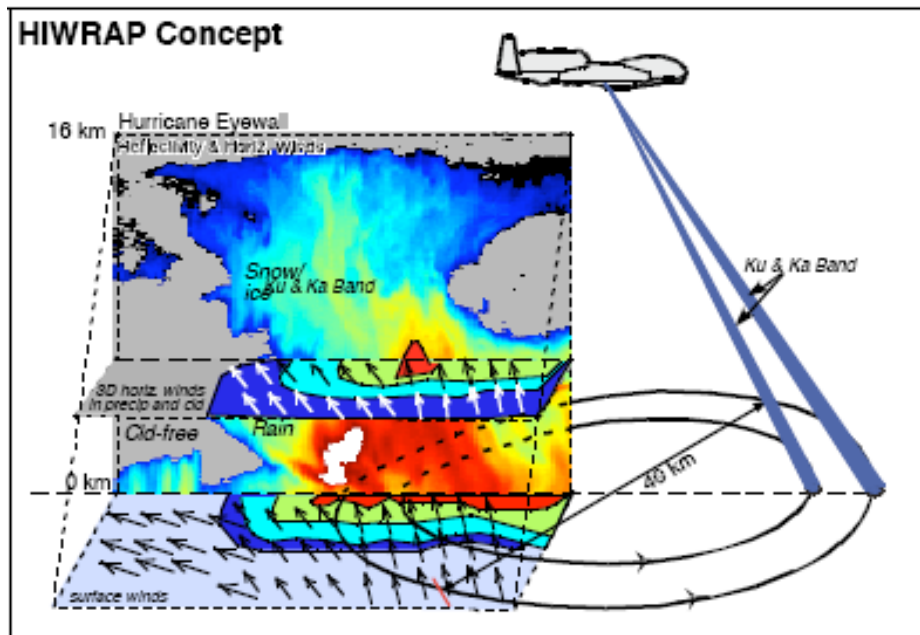 HIWRAP Concept
Hurricane Eyewall
16 km
Reflectivity & Horiz. Winds
Ku & Ka Band
Snow/
ice
Ku & Ka Band
3D horiz. winds
in precip and cld
Cld-free
Rain
40 km
0 km
surface winds